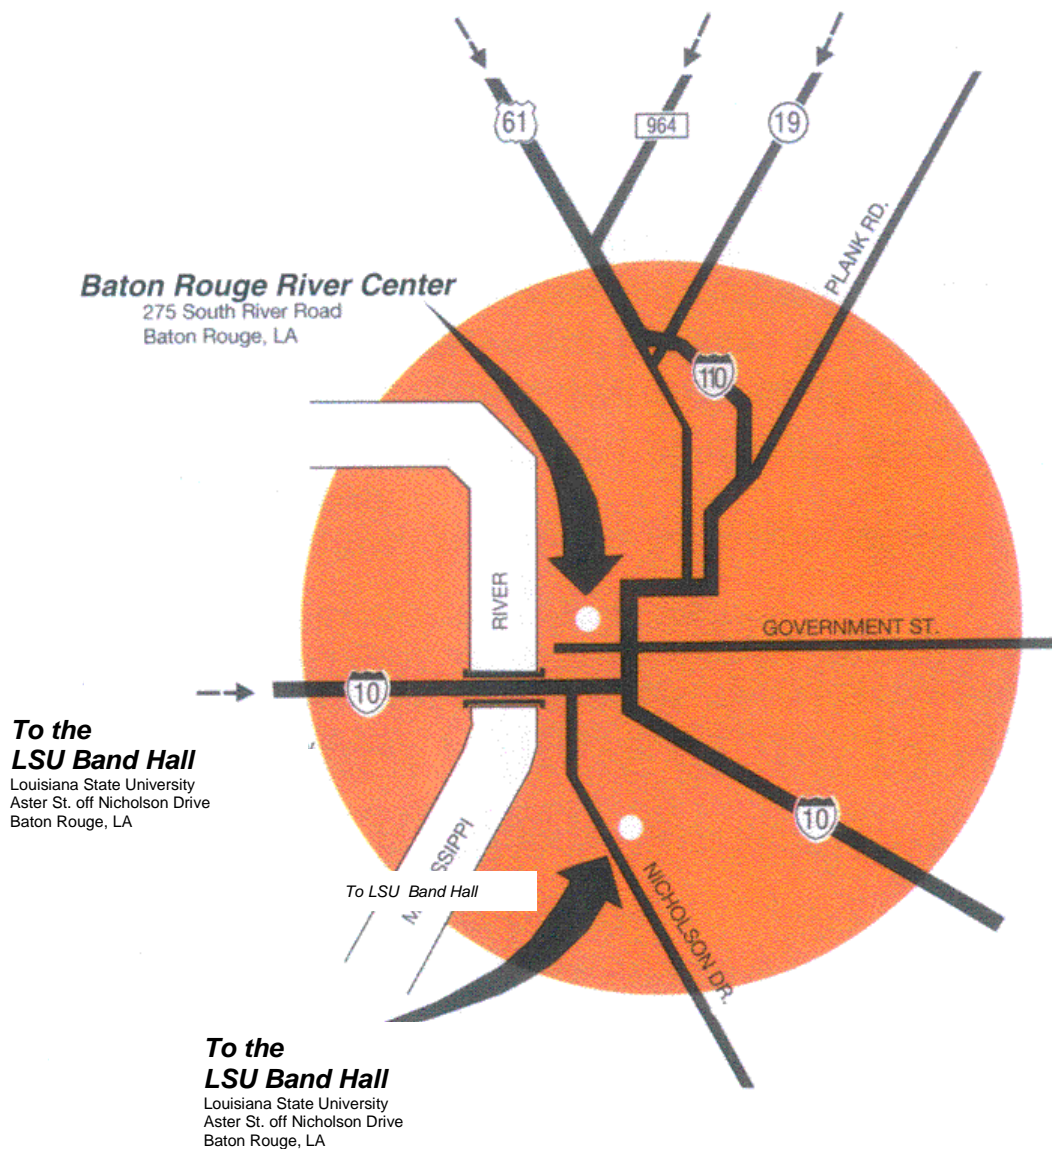 61
964
19
PLANK RD.
Baton Rouge River Center
275 South River Road
Baton Rouge, LA
110
RIVER
GOVERNMENT ST.
10
To the
LSU Band Hall
Louisiana State University
Aster St. off Nicholson Drive
Baton Rouge, LA
10
SSIPPI
To LSU Band Hall
NICHOLSON DR.
To the
LSU Band Hall
Louisiana State University
Aster St. off Nicholson Drive
Baton Rouge, LA